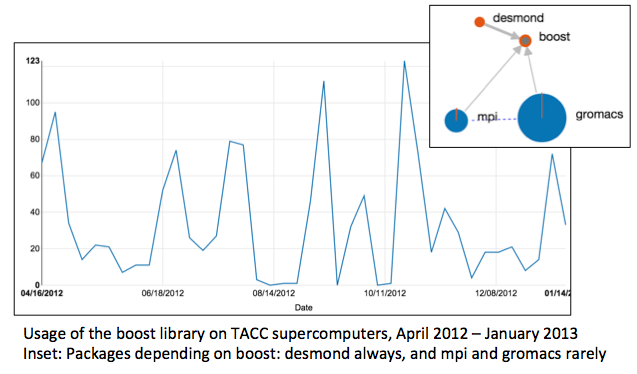 desmond
boost
mpi
gromacs
123
100
80
60
40
20
0
04/16/2012 06/18/2012 08/14/2012 10/11/2012 12/08/2012 01/14/2
Date
Usage of the boost library on TACC supercomputers, April 2012 – January 2013
Inset: Packages depending on boost: desmond always, and mpi and gromacs rarely